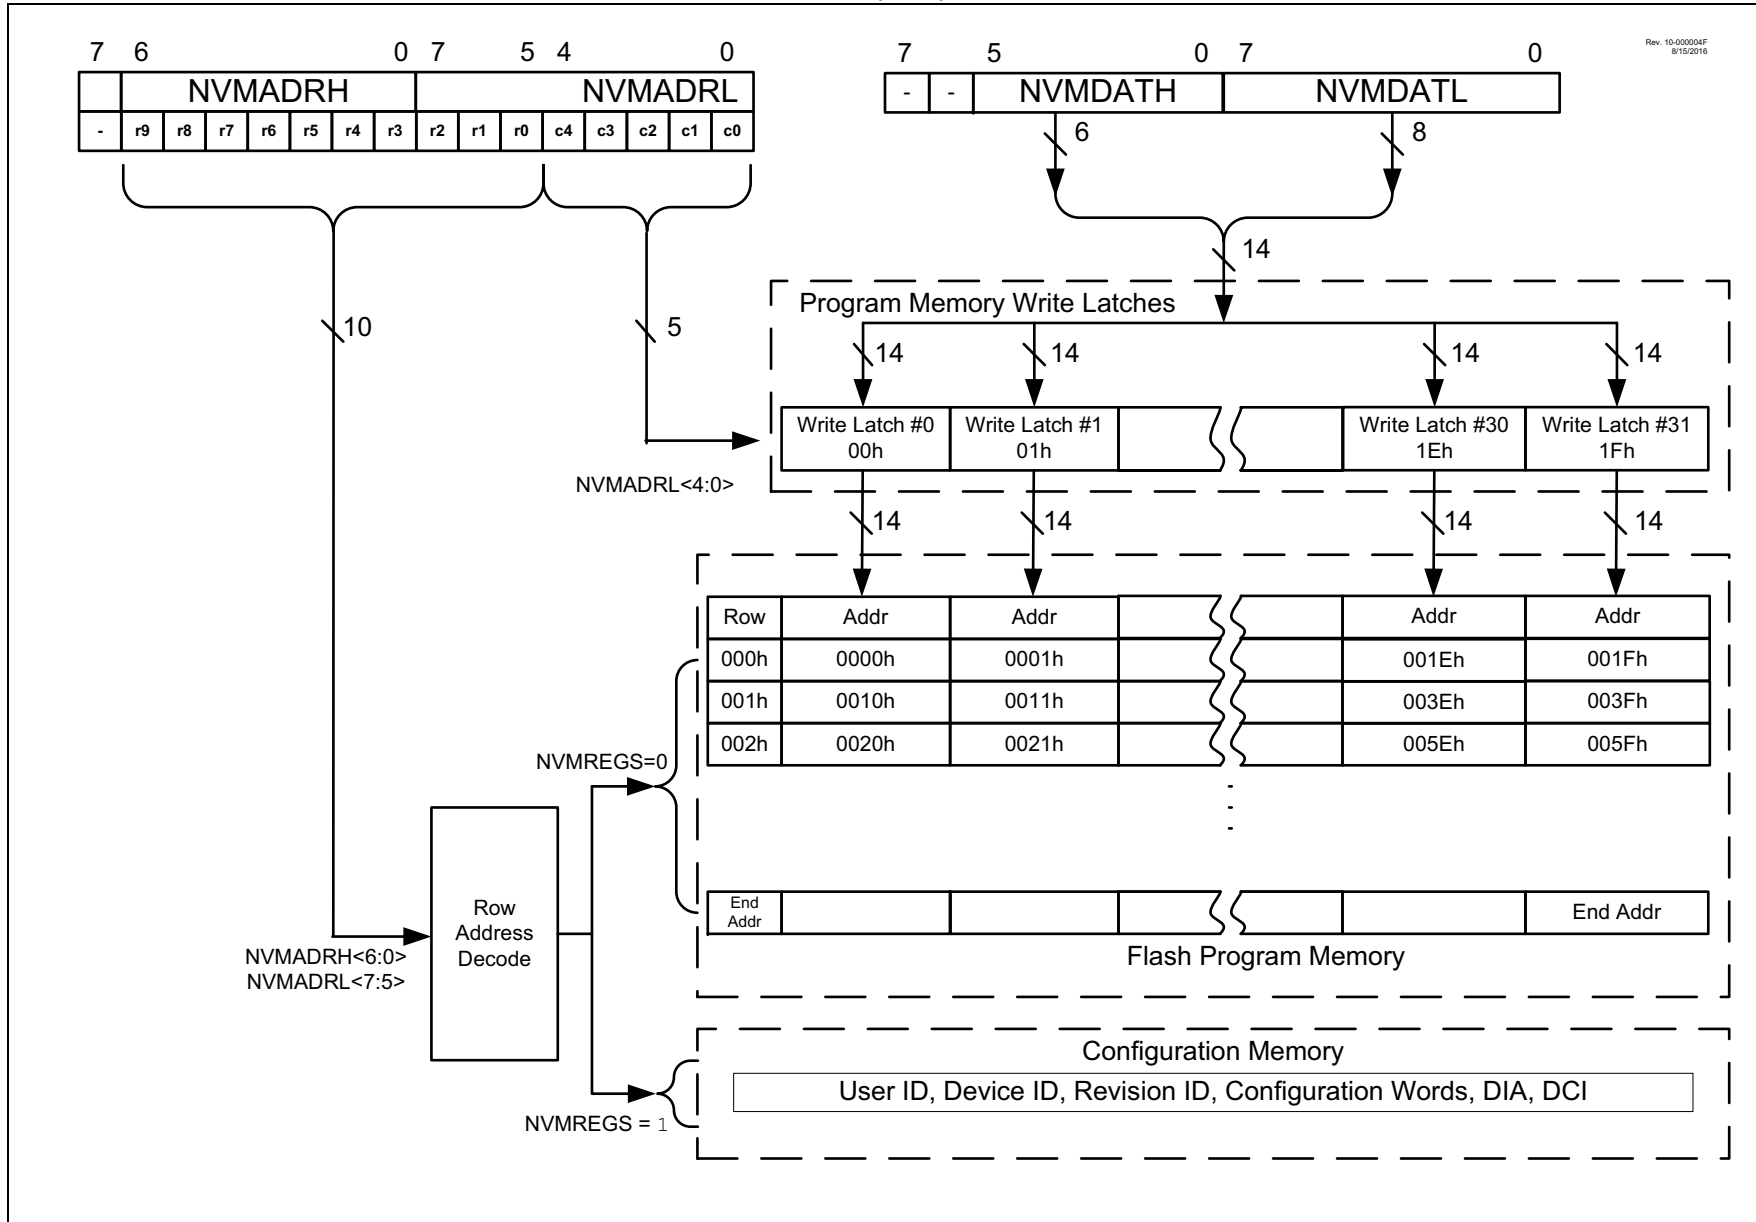 7 6 0 7 5 4 0
7 5 0 7 0
Rev. 10-000004F
8/15/2016
NVMADRH NVMADRL
- r9 r8 r7 r6 r5 r4 r3 r2 r1 r0 c4 c3 c2 c1 c0
- - NVMDATH NVMDATL
6 8
14
10 5
Program Memory Write Latches
14 14 14 14
Write Latch #0 Write Latch #1 Write Latch #30 Write Latch #31
00h 01h 1Eh 1Fh
NVMADRL<4:0>
14 14 14 14
Row Addr Addr Addr Addr
000h 0000h 0001h 001Eh 001Fh
001h 0010h 0011h 003Eh 003Fh
002h 0020h 0021h 005Eh 005Fh
NVMREGS=0
End
Addr
End Addr
Flash Program Memory
Row
Address
Decode
NVMADRH<6:0>
NVMADRL<7:5>
Configuration Memory
User ID, Device ID, Revision ID, Configuration Words, DIA, DCI
NVMREGS = 1